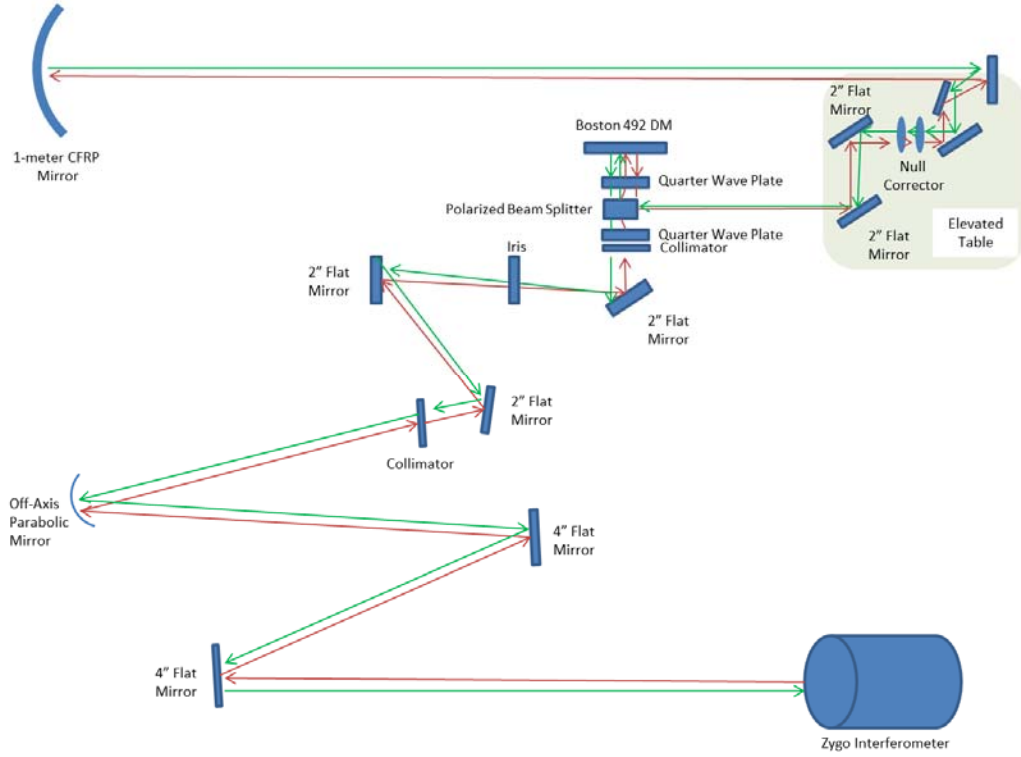 1-meter CFRP
Mirror
Boston 492 DM
Quarter Wave Plate
Polarized Beam Splitter
Quarter Wave Plate
Collimator
2” Flat
Mirror
Null
Corrector
Elevated
Table
2” Flat
Mirror
Iris
2” Flat
Mirror
2” Flat
Mirror
2” Flat
Mirror
Collimator
Off-Axis
Parabolic
Mirror
4” Flat
Mirror
4” Flat
Mirror
Zygo Interferometer